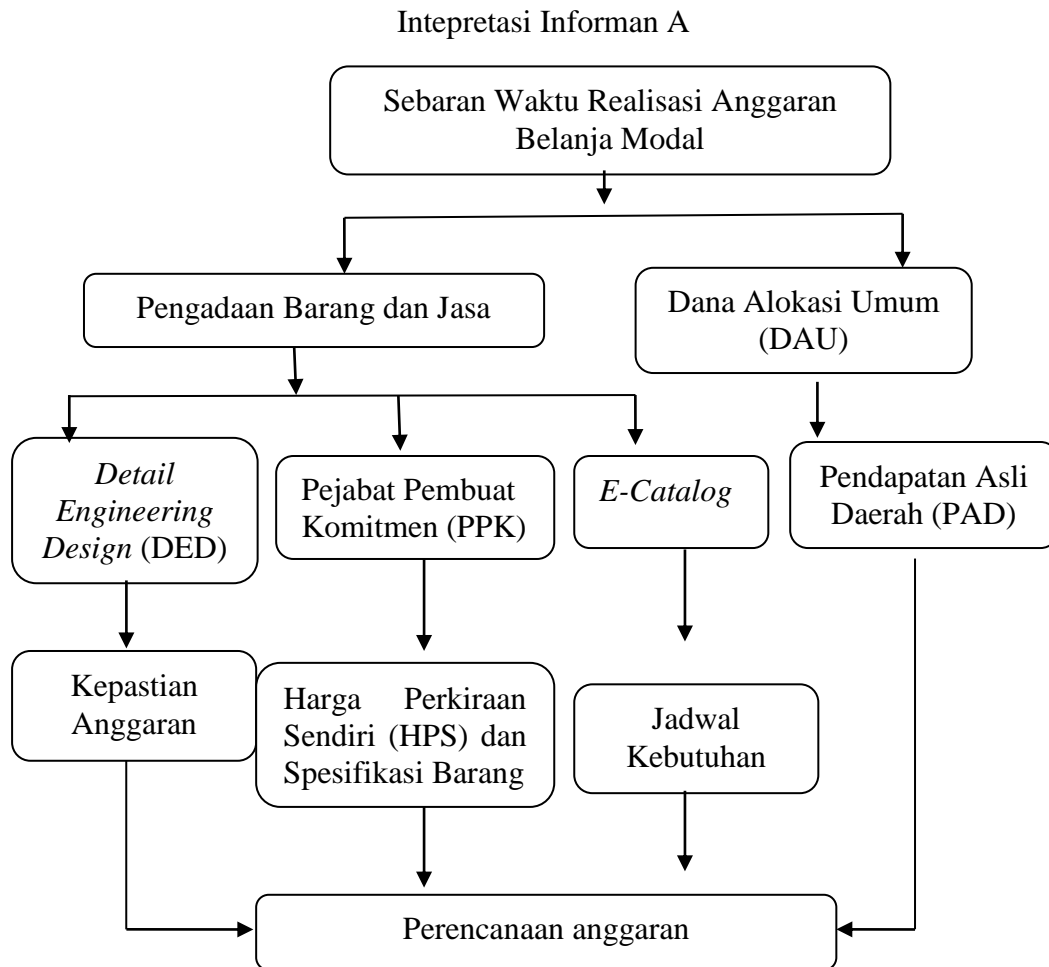 Intepretasi Informan A
Sebaran Waktu Realisasi Anggaran
Belanja Modal
Pengadaan Barang dan Jasa
Dana Alokasi Umum
(DAU)
Detail
Engineering
Design (DED)
Pejabat Pembuat
Komitmen (PPK)
E-Catalog
Pendapatan Asli
Daerah (PAD)
Kepastian
Anggaran
Harga Perkiraan
Sendiri (HPS) dan
Spesifikasi Barang
Jadwal
Kebutuhan
Perencanaan anggaran